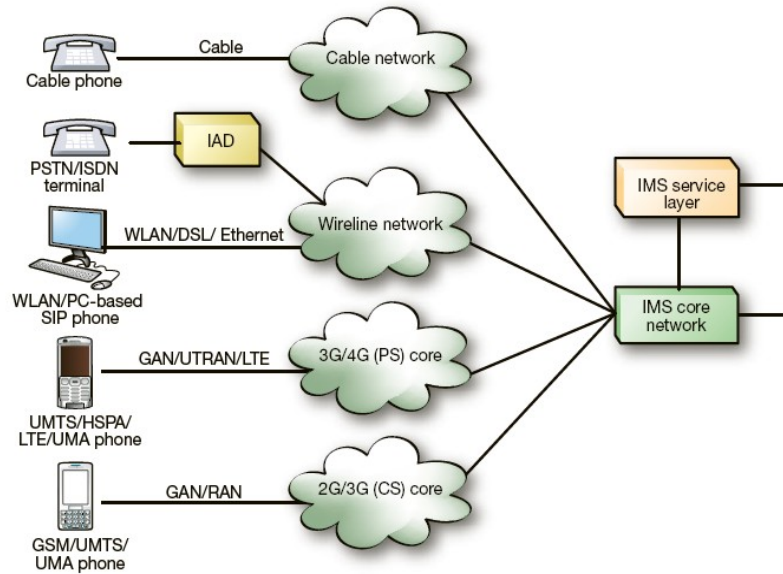 Cable
Cable network
Cable phone
IAD
PSTN/ISDN
terminal
IMS service
layer
Wireline network
WLAN/DSL/ Ethernet
WLAN/PC-based
SIP phone
IMS core
network
GAN/UTRAN/LTE
3G/4G (PS) core
UMTS/HSPA/
LTE/UMA phone
GAN/RAN
2G/3G (CS) core
GSM/UMTS/
UMA phone